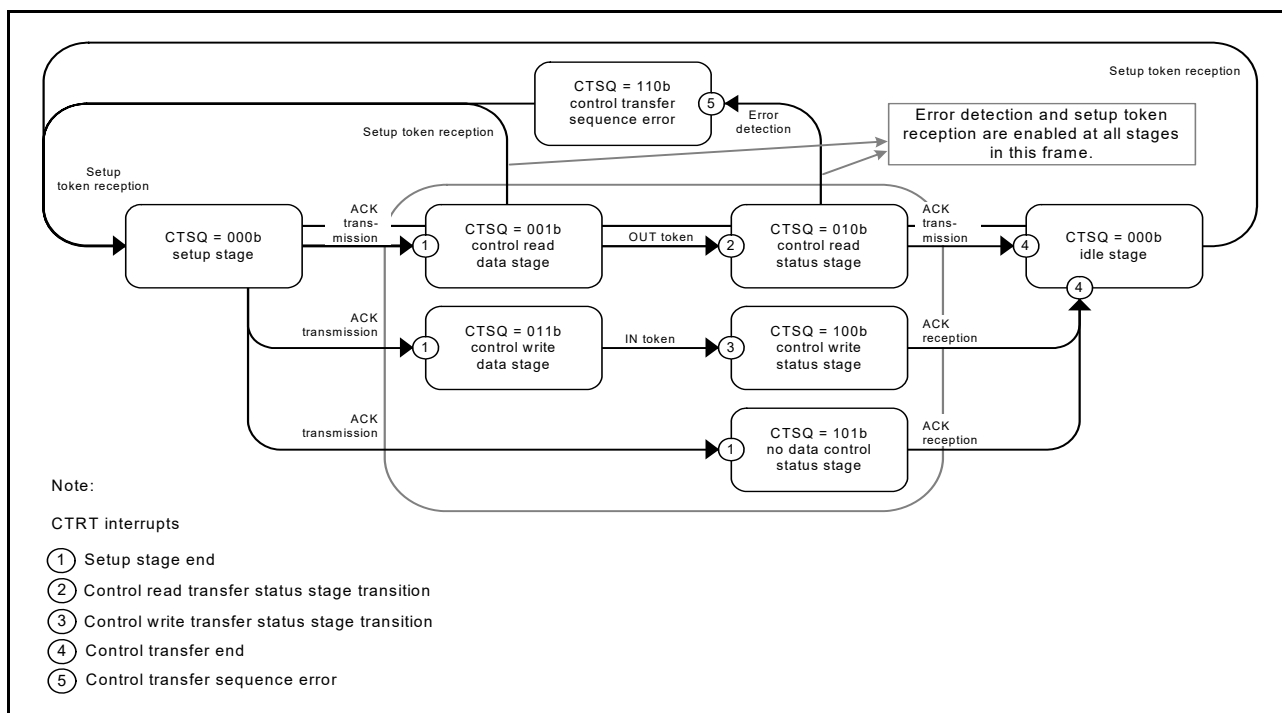 Setup token reception
CTSQ = 110b
control transfer
sequence error
5
Error
detection
Setup token reception
Error detection and setup token
reception are enabled at all stages
in this frame.
Setup
token reception
CTSQ = 000b
setup stage
ACK
trans-
mission
1
CTSQ = 001b
control read
data stage
OUT token
2
CTSQ = 010b
control read
status stage
ACK
trans-
mission
4
CTSQ = 000b
idle stage
4
ACK
transmission
1
CTSQ = 011b
control write
data stage
IN token
3
CTSQ = 100b
control write
status stage
ACK
reception
ACK
transmission
1
CTSQ = 101b
no data control
status stage
ACK
reception
Note:
CTRT interrupts
1 Setup stage end
2 Control read transfer status stage transition
3 Control write transfer status stage transition
4 Control transfer end
5 Control transfer sequence error